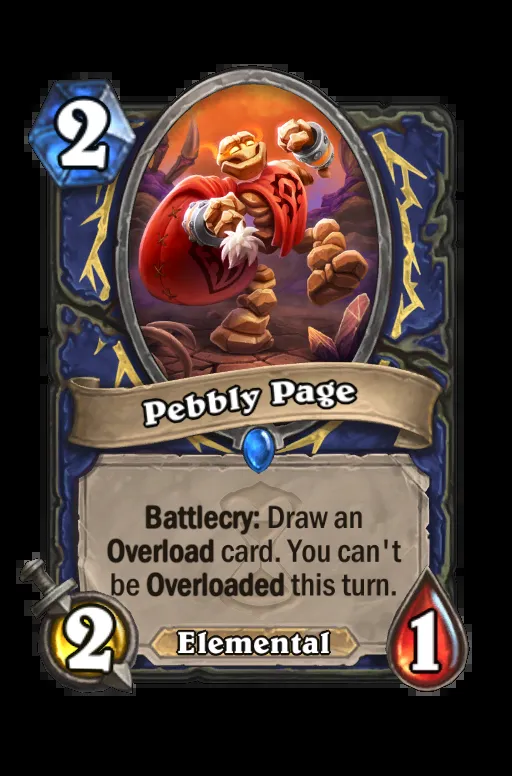 2
Pebbly Page
Battlecry: Draw an
Overload card. You can't
be Overloaded this turn.
2
Elemental
1